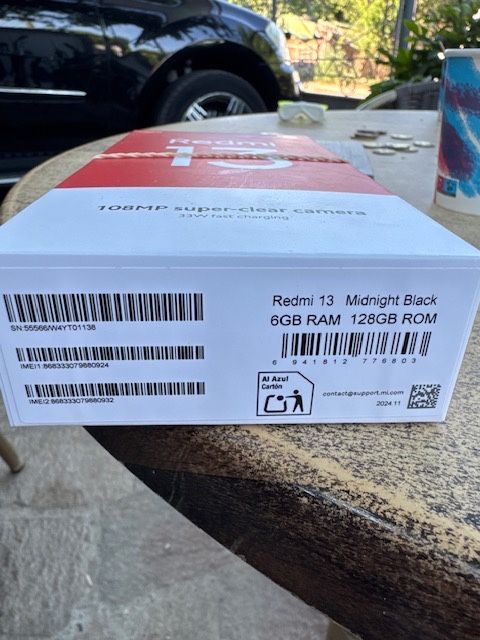 Redmi
13
108MP super-clear camera
33W fast charging
SN:55566/W4YT01138
IMEI1:868333079880924
IMEI2:868333079880932
Redmi 13 Midnight Black
6GB RAM 128GB ROM
6 941812 776803
Al Azul
Cartón
contact@support.mi.com
2024.11